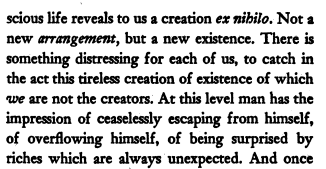 scious life reveals to us a creation ex nihilo. Not a
new arrangement, but a new existence. There is
something distressing for each of us, to catch in
the act this tireless creation of existence of which
we are not the creators. At this level man has the
impression of ceaselessly escaping from himself,
of overflowing himself, of being surprised by
riches which are always unexpected. And once